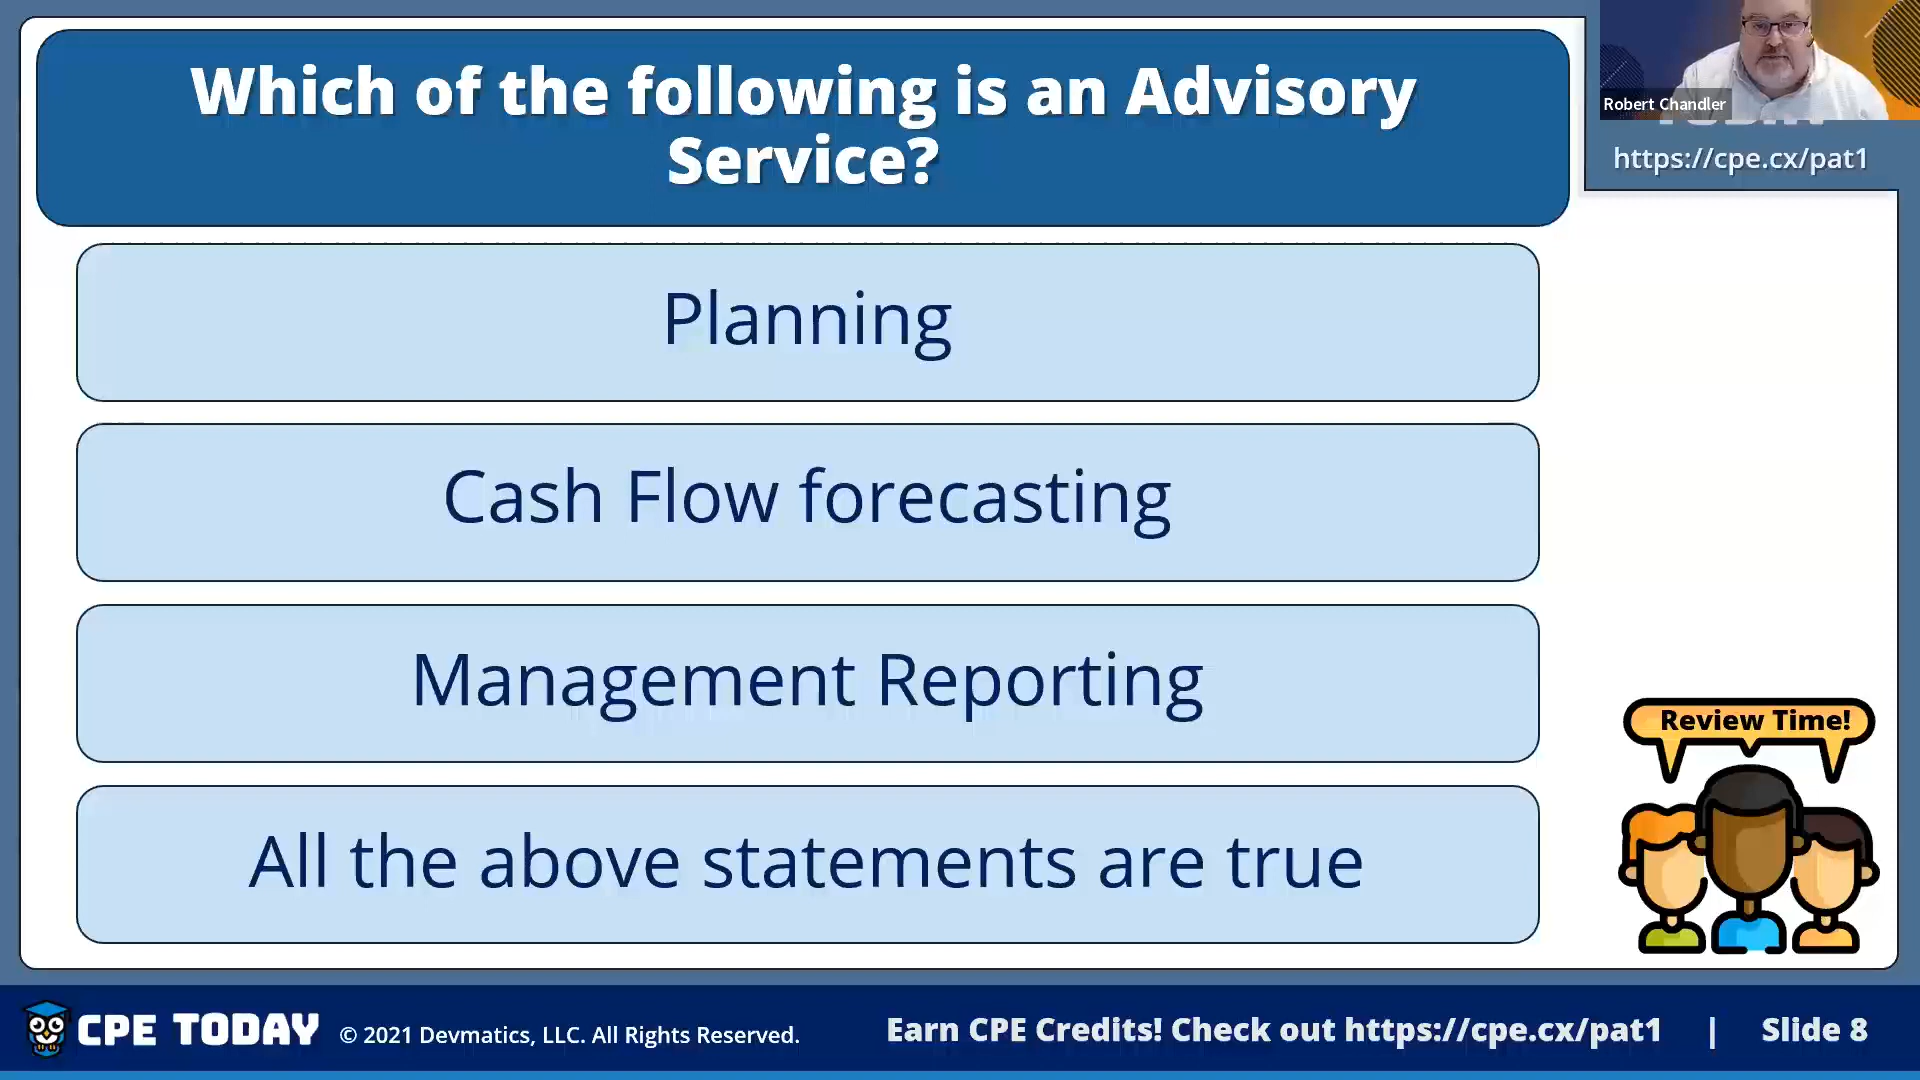 Which of the following is an Advisory
Service?
Robert Chandler
https://cpe.cx/pat1
Planning
Cash Flow forecasting
Management Reporting
All the above statements are true
Review Time!
CPE TODAY
© 2021 Devmatics, LLC. All Rights Reserved.
Earn CPE Credits! Check out https://cpe.cx/pat1 | Slide 8